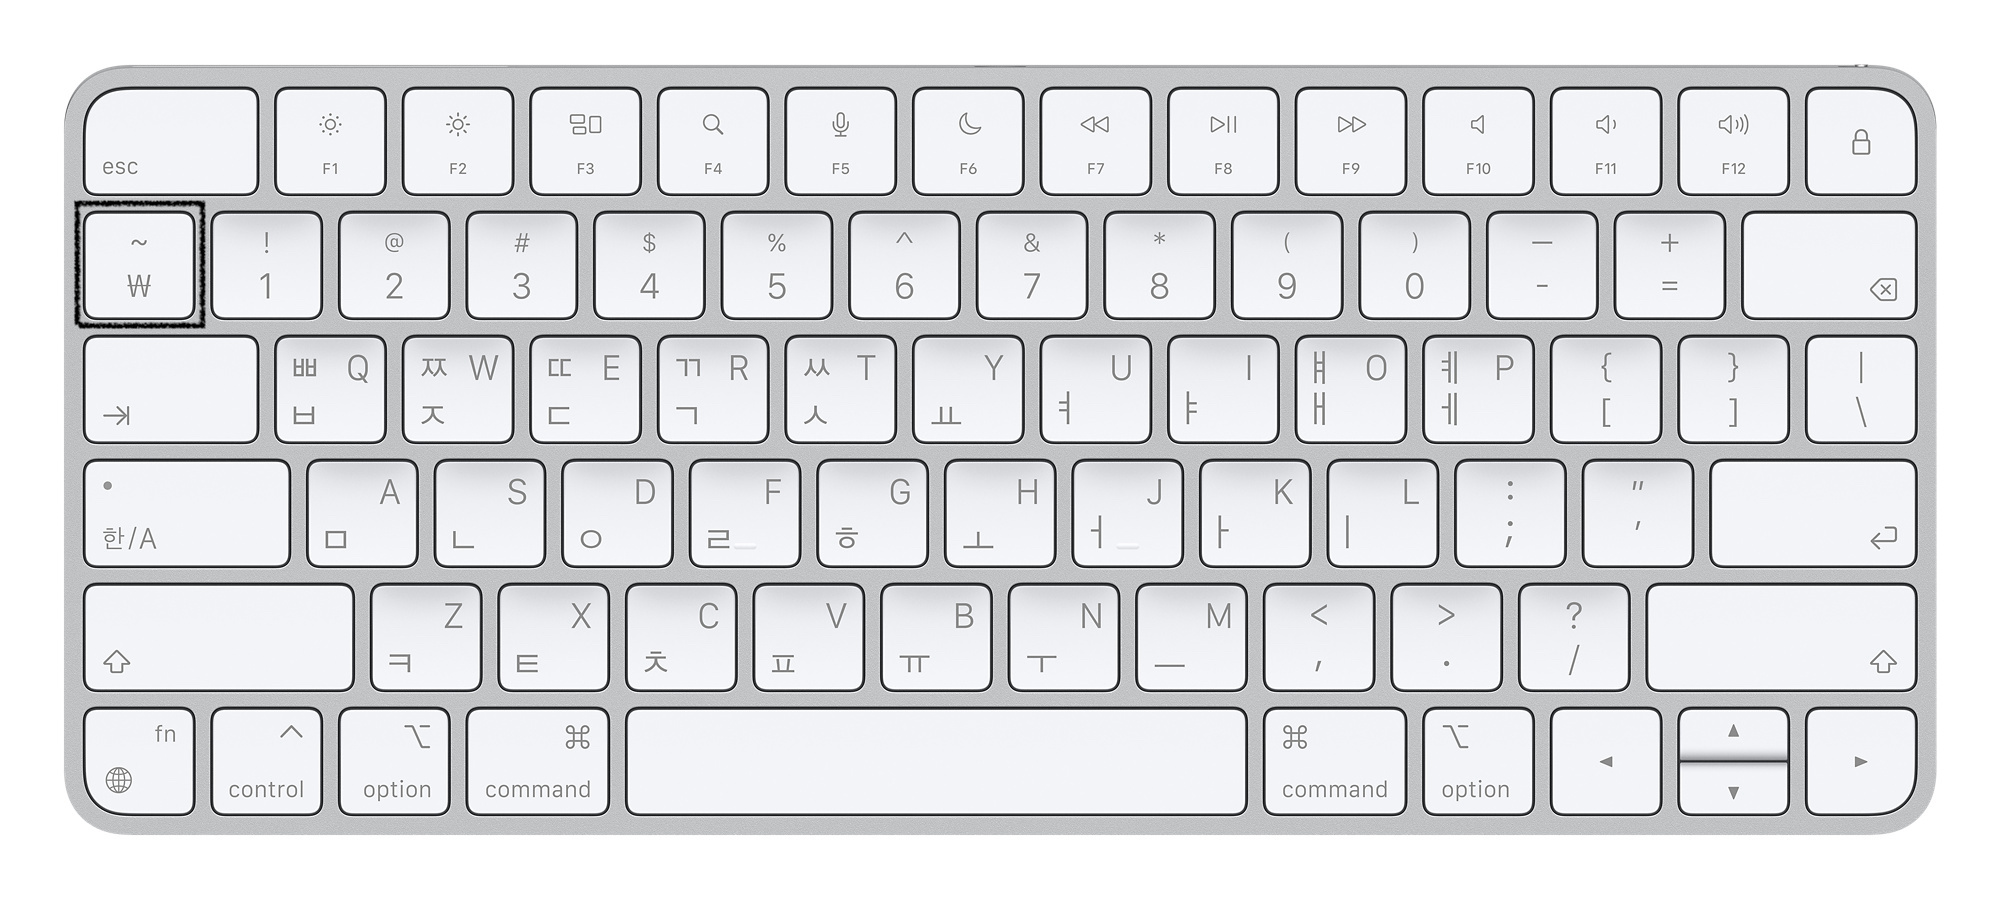 esc F1 F2 F3 F4 F5 F6 F7 F8 F9 F10 F11 F12
~ ! @ # $ % ^ & * ( ) — +
₩ 1 2 3 4 5 6 7 8 9 0 - =
ㅃ Q ㅉ W ㄸ E ㄲ R ㅆ T Y U I ㅒ O ㅖ P { } |
ㅂ ㅈ ㄷ ㄱ ㅅ ㅛ ㅕ ㅑ ㅐ ㅔ [ ] \
A S D F G H J K L : "
한/A ㅁ ㄴ ㅇ ㄹ ㅎ ㅗ ㅓ ㅏ ㅣ ; '
Z X C V B N M < > ?
ㅋ ㅌ ㅊ ㅍ ㅠ ㅜ ㅡ , . /
fn ^ ⌥ ⌘ ⌘ ⌥
control option command command option